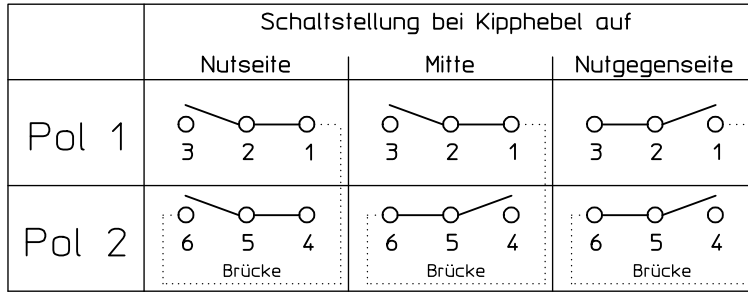 Schaltstellung bei Kipphebel auf
Nutseite Mitte Nutgegenseite
Pol 1 3 2 1 3 2 1 3 2 1
Pol 2 6 5 4 6 5 4 6 5 4
Brücke Brücke Brücke